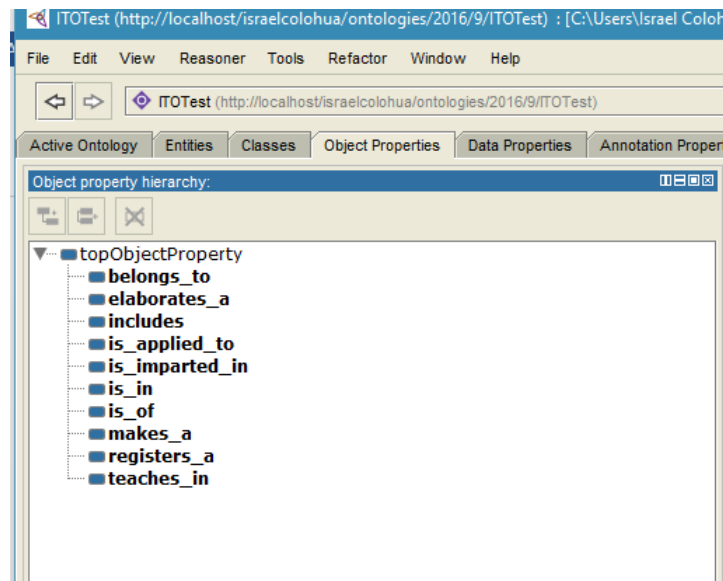 ITOTest (http://localhost/israelcolohua/ontologies/2016/9/ITOTest) : [C:\Users\Israel Coloh
File Edit View Reasoner Tools Refactor Window Help
ITOTest (http://localhost/israelcolohua/ontologies/2016/9/ITOTest)
Active Ontology Entities Classes Object Properties Data Properties Annotation Proper
Object property hierarchy:
topObjectProperty
belongs_to
elaborates_a
includes
is_applied_to
is_imparted_in
is_in
is_of
makes_a
registers_a
teaches_in